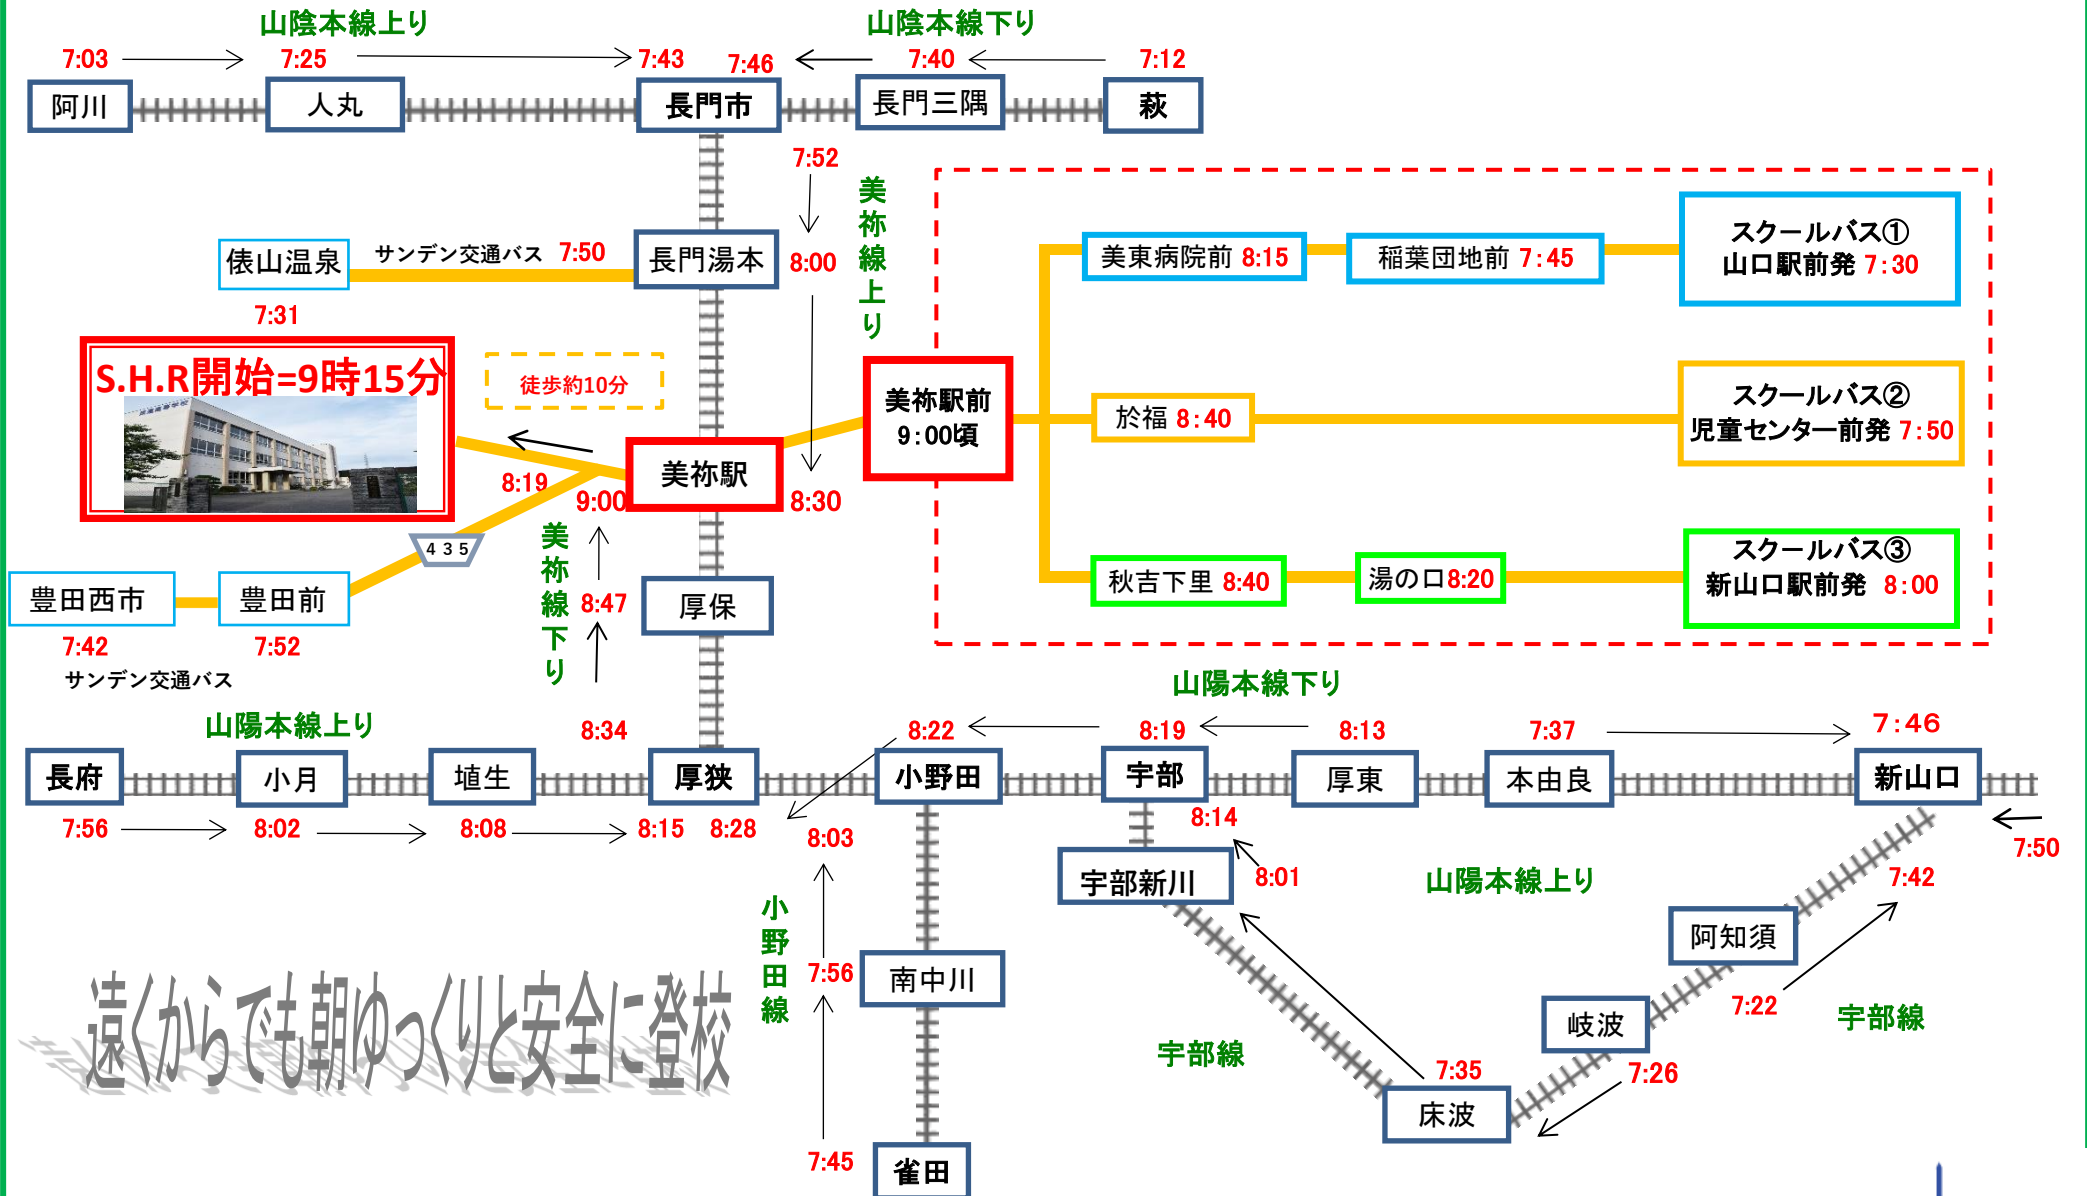 山陰本線上り
山陰本線下り
7:03
7:25
7:43
7:46
7:40
7:12
阿川
人丸
長門市
長門三隅
萩
7:52
美祢線上り
俵山温泉
サンデン交通バス 7:50
長門湯本
8:00
7:31
美東病院前 8:15
稲葉団地前 7:45
スクールバス①
山口駅前発 7:30
S.H.R開始=9時15分
徒歩約10分
美祢駅前
9:00頃
於福 8:40
スクールバス②
児童センター前発 7:50
美祢駅
8:19
9:00
8:30
美祢線下り
435
秋吉下里 8:40
湯の口8:20
スクールバス③
新山口駅前発 8:00
豊田西市
豊田前
8:47
厚保
7:42
7:52
サンデン交通バス
山陽本線下り
山陽本線上り
8:34
8:22
8:19
8:13
7:37
7:46
長府
小月
埴生
厚狭
小野田
宇部
厚東
本由良
新山口
7:56
8:02
8:08
8:15
8:28
8:03
8:14
7:50
宇部新川
8:01
山陽本線上り
7:42
小野田線
阿知須
7:56
南中川
7:22
宇部線
岐波
宇部線
7:35
7:26
床波
遠くからでも朝ゆっくりと安全に登校
7:45
雀田